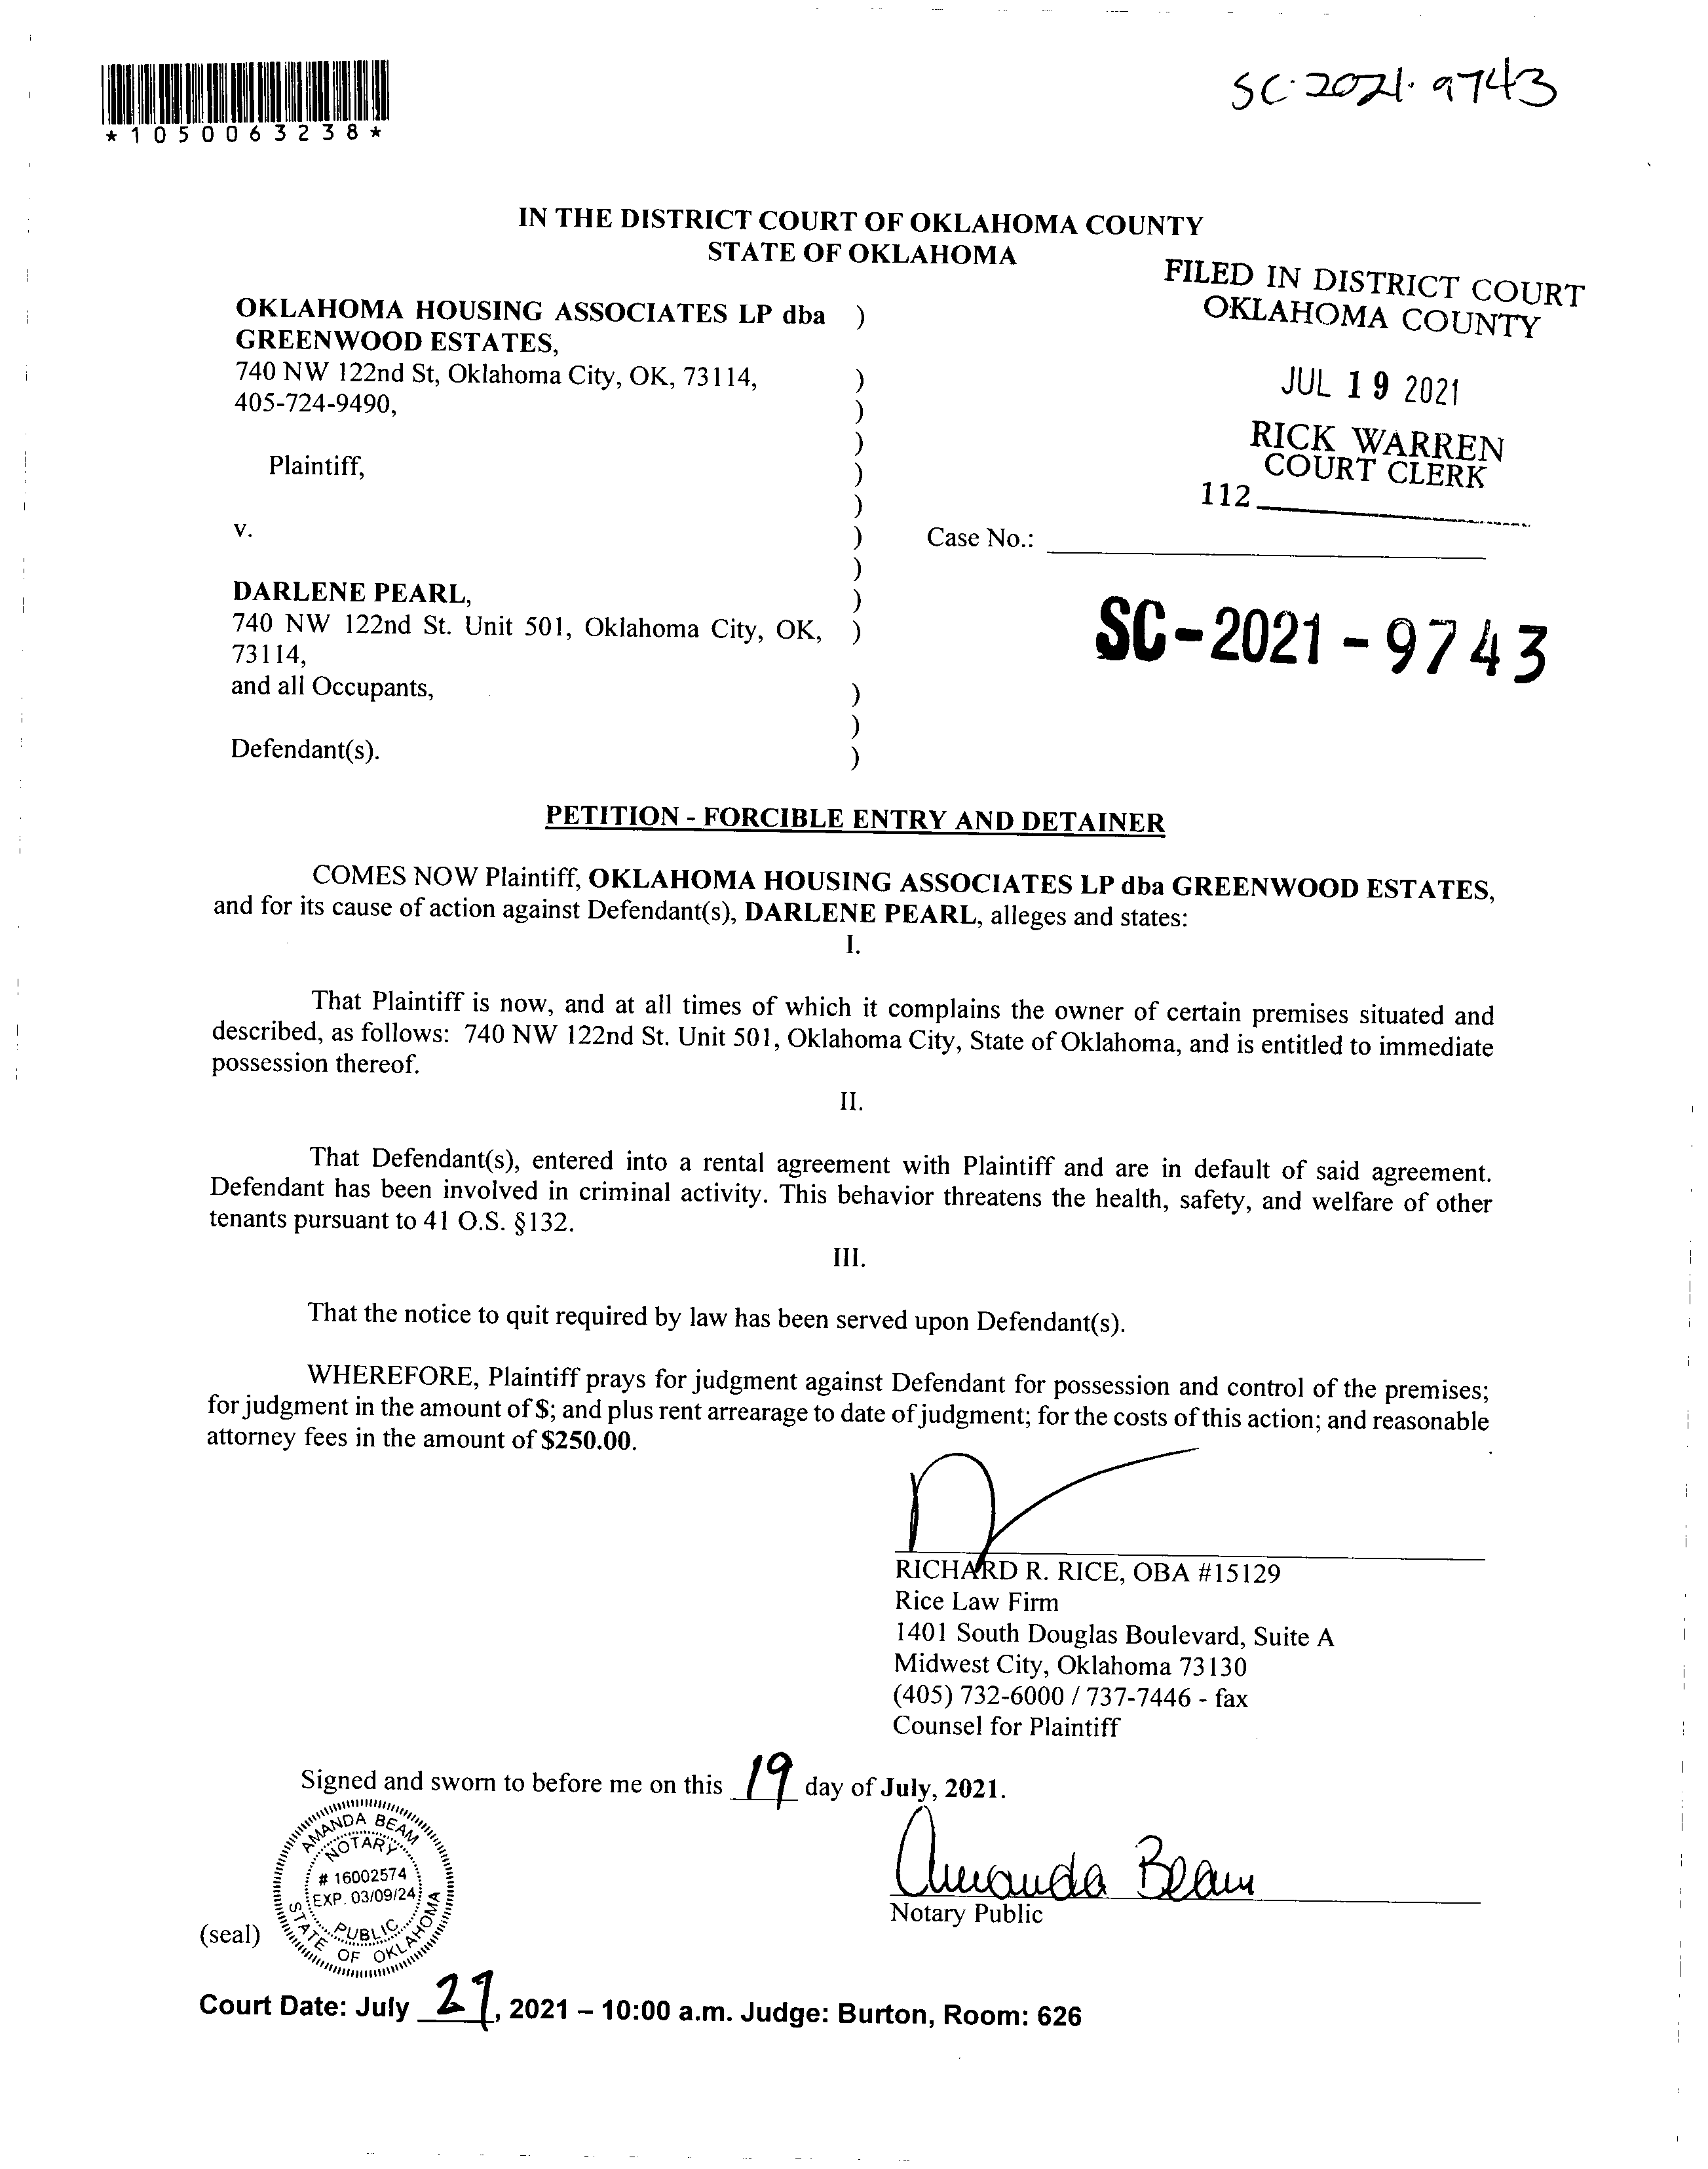 SC-2021-9743
*1050063238*
IN THE DISTRICT COURT OF OKLAHOMA COUNTY
STATE OF OKLAHOMA
FILED IN DISTRICT COURT
OKLAHOMA COUNTY
JUL 19 2021
RICK WARREN
COURT CLERK
112
OKLAHOMA HOUSING ASSOCIATES LP dba )
GREENWOOD ESTATES,
740 NW 122nd St, Oklahoma City, OK, 73114, )
405-724-9490, )
)
Plaintiff, )
)
v. )
Case No.:
)
DARLENE PEARL, )
740 NW 122nd St. Unit 501, Oklahoma City, OK, )
73114,
and all Occupants, )
)
Defendant(s). )
SC-2021-9743
PETITION - FORCIBLE ENTRY AND DETAINER
COMES NOW Plaintiff, OKLAHOMA HOUSING ASSOCIATES LP dba GREENWOOD ESTATES,
and for its cause of action against Defendant(s), DARLENE PEARL, alleges and states:
I.
That Plaintiff is now, and at all times of which it complains the owner of certain premises situated and
described, as follows: 740 NW 122nd St. Unit 501, Oklahoma City, State of Oklahoma, and is entitled to immediate
possession thereof.
II.
That Defendant(s), entered into a rental agreement with Plaintiff and are in default of said agreement.
Defendant has been involved in criminal activity. This behavior threatens the health, safety, and welfare of other
tenants pursuant to 41 O.S. §132.
III.
That the notice to quit required by law has been served upon Defendant(s).
WHEREFORE, Plaintiff prays for judgment against Defendant for possession and control of the premises;
for judgment in the amount of $; and plus rent arrearage to date of judgment; for the costs of this action; and reasonable
attorney fees in the amount of $250.00.
RICHARD R. RICE, OBA #15129
Rice Law Firm
1401 South Douglas Boulevard, Suite A
Midwest City, Oklahoma 73130
(405) 732-6000 / 737-7446 - fax
Counsel for Plaintiff
Signed and sworn to before me on this 19 day of July, 2021.
AMANDA BEAM
NOTARY
# 16002574
EXP. 03/09/24
PUBLIC
STATE OF OKLAHOMA
(seal)
Amanda Beam
Notary Public
Court Date: July 29, 2021 – 10:00 a.m. Judge: Burton, Room: 626